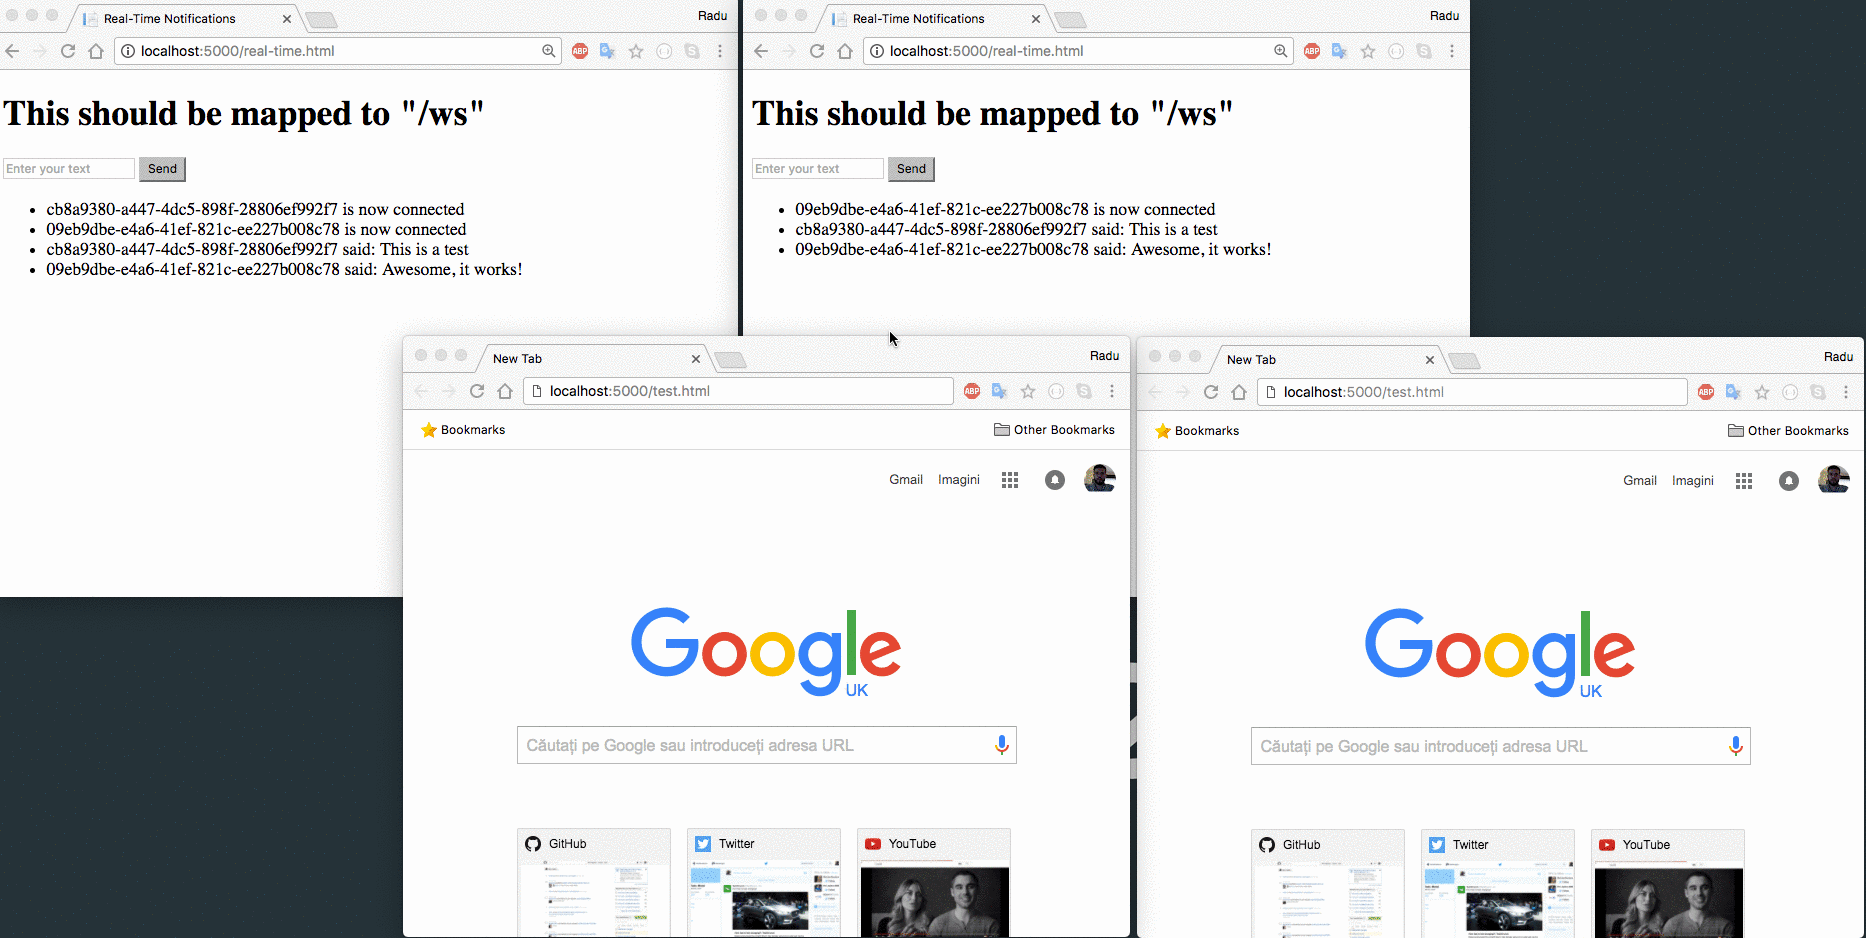 Real-Time Notifications
Radu
localhost:5000/real-time.html
ABP
This should be mapped to "/ws"
Enter your text
Send
cb8a9380-a447-4dc5-898f-28806ef992f7 is now connected
09eb9dbe-e4a6-41ef-821c-ee227b008c78 is now connected
cb8a9380-a447-4dc5-898f-28806ef992f7 said: This is a test
09eb9dbe-e4a6-41ef-821c-ee227b008c78 said: Awesome, it works!
Real-Time Notifications
Radu
localhost:5000/real-time.html
ABP
This should be mapped to "/ws"
Enter your text
Send
09eb9dbe-e4a6-41ef-821c-ee227b008c78 is now connected
cb8a9380-a447-4dc5-898f-28806ef992f7 said: This is a test
09eb9dbe-e4a6-41ef-821c-ee227b008c78 said: Awesome, it works!
New Tab
Radu
localhost:5000/test.html
ABP
Bookmarks
Other Bookmarks
Gmail
Imagini
Google
UK
Căutați pe Google sau introduceți adresa URL
GitHub
Twitter
YouTube
New Tab
Radu
localhost:5000/test.html
ABP
Bookmarks
Other Bookmarks
Gmail
Imagini
Google
UK
Căutați pe Google sau introduceți adresa URL
GitHub
Twitter
YouTube